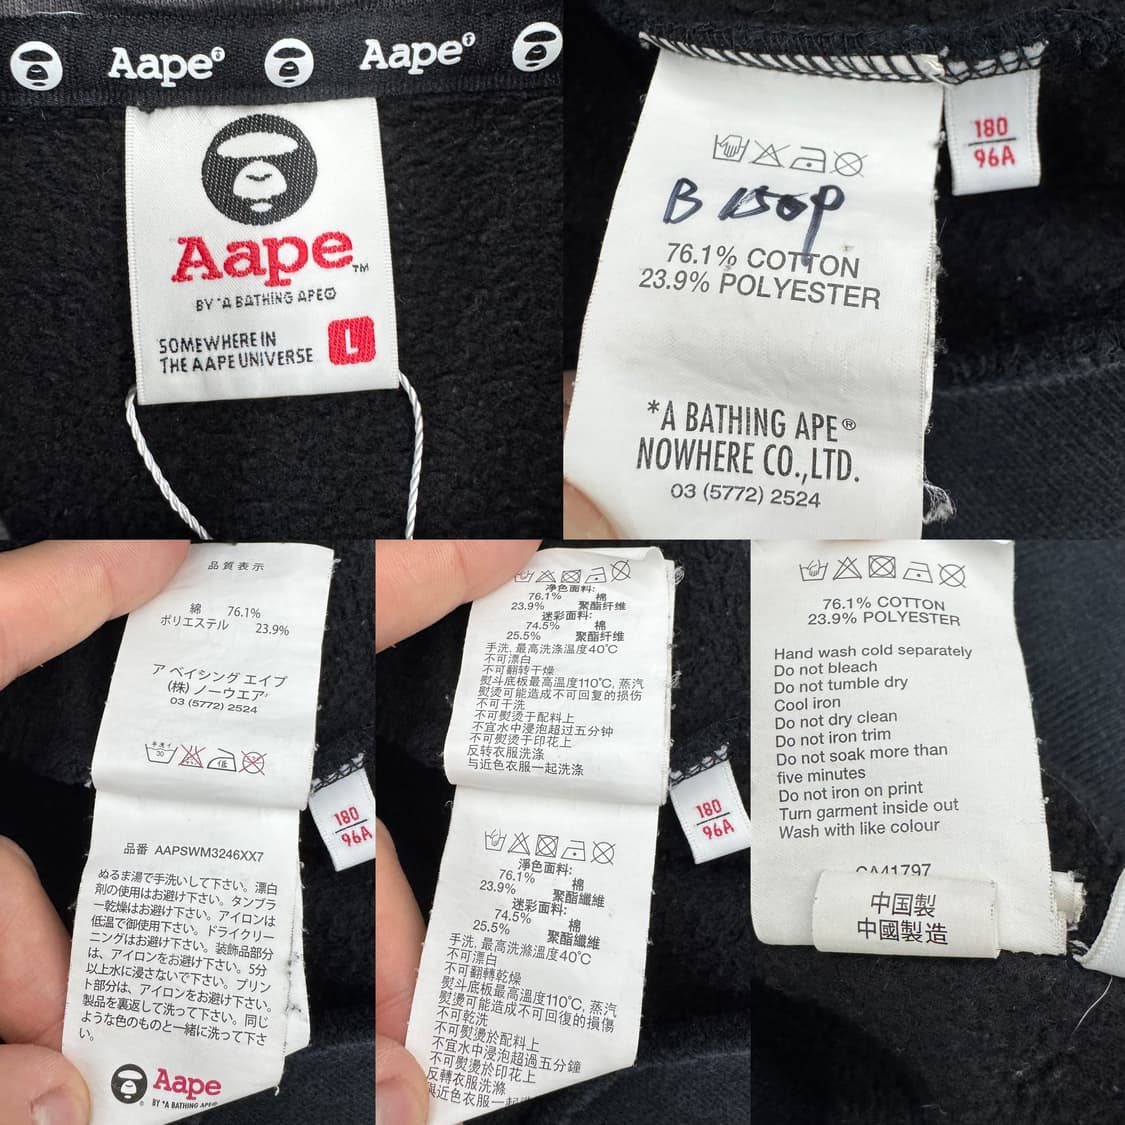 Aape
Aape
Aape™
BY *A BATHING APE®
SOMEWHERE IN
THE AAPE UNIVERSE
L
180
96A
B 150P
76.1% COTTON
23.9% POLYESTER
*A BATHING APE®
NOWHERE CO.,LTD.
03 (5772) 2524
品質表示
綿 76.1%
ポリエステル 23.9%
ア ベイシング エイプ
(株) ノーウエア
03 (5772) 2524
手洗イ
30
低
180
96A
品番 AAPSWM3246XX7
ぬるま湯で手洗いして下さい。漂白
剤の使用はお避け下さい。タンブラ
ー乾燥はお避け下さい。アイロンは
低温で御使用下さい。ドライクリー
ニングはお避け下さい。装飾品部分
は、アイロンをお避け下さい。5分
以上水に浸さないで下さい。プリン
ト部分は、アイロンをお避け下さい。
製品を裏返して洗って下さい。同じ
ような色のものと一緒に洗って下さ
い。
Aape
BY *A BATHING APE®
净色面料:
76.1% 棉
23.9% 聚酯纤维
迷彩面料:
74.5% 棉
25.5% 聚酯纤维
手洗, 最高洗涤温度40℃
不可漂白
不可翻转干燥
熨斗底板最高温度110℃, 蒸汽
熨烫可能造成不可回复的损伤
不可干洗
不可熨烫于配料上
不宜水中浸泡超过五分钟
不可熨烫于印花上
反转衣服洗涤
与近色衣服一起洗涤
180
96A
淨色面料:
76.1% 棉
23.9% 聚酯纖維
迷彩面料:
74.5% 棉
25.5% 聚酯纖維
手洗, 最高洗滌溫度40℃
不可漂白
不可翻轉乾燥
熨斗底板最高溫度110℃, 蒸汽
熨燙可能造成不可回復的損傷
不可乾洗
不可熨燙於配料上
不宜水中浸泡超過五分鐘
不可熨燙於印花上
反轉衣服洗滌
與近色衣服一起洗
76.1% COTTON
23.9% POLYESTER
Hand wash cold separately
Do not bleach
Do not tumble dry
Cool iron
Do not dry clean
Do not iron trim
Do not soak more than
five minutes
Do not iron on print
Turn garment inside out
Wash with like colour
CA41797
中国製
中國製造